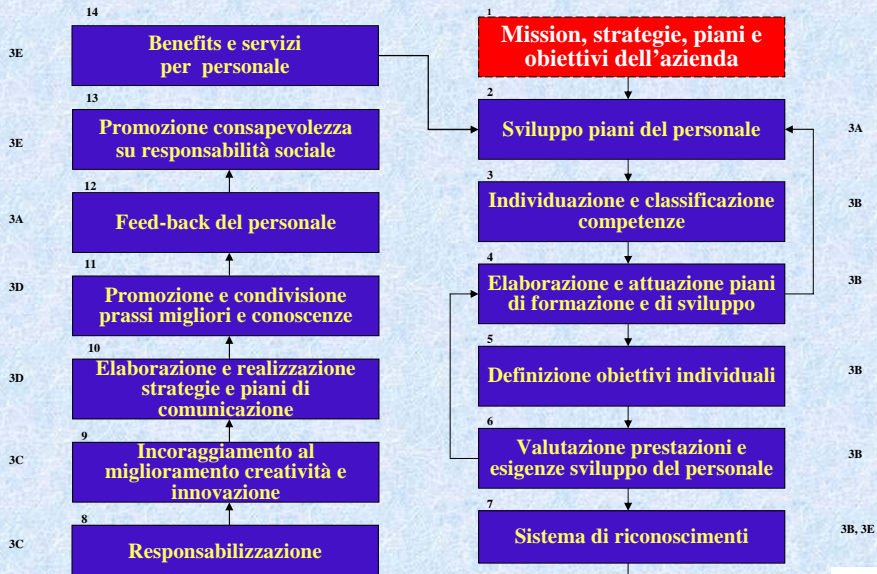 14
Benefits e servizi
per personale
3E
13
Promozione consapevolezza
su responsabilità sociale
3E
12
Feed-back del personale
3A
11
Promozione e condivisione
prassi migliori e conoscenze
3D
10
Elaborazione e realizzazione
strategie e piani di
comunicazione
3D
9
Incoraggiamento al
miglioramento creatività e
innovazione
3C
8
Responsabilizzazione
3C
1
Mission, strategie, piani e
obiettivi dell'azienda
2
Sviluppo piani del personale
3A
3
Individuazione e classificazione
competenze
3B
4
Elaborazione e attuazione piani
di formazione e di sviluppo
3B
5
Definizione obiettivi individuali
3B
6
Valutazione prestazioni e
esigenze sviluppo del personale
3B
7
Sistema di riconoscimenti
3B, 3E